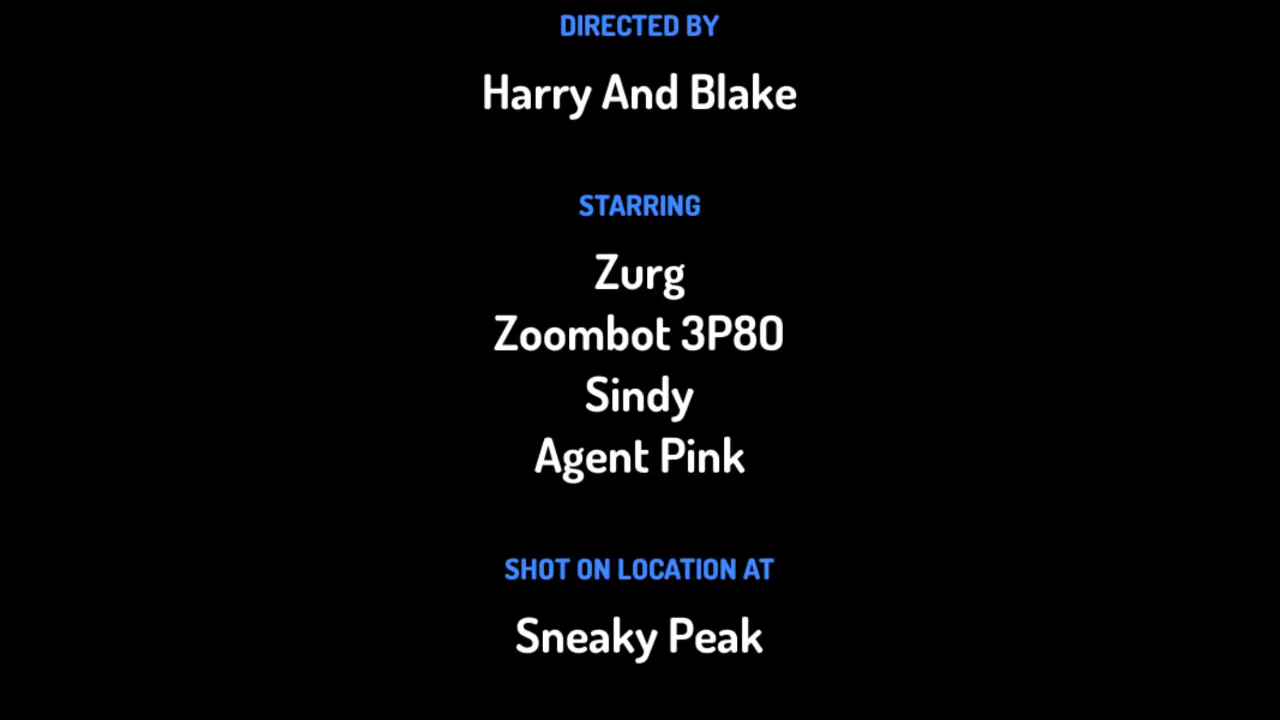 DIRECTED BY
Harry And Blake
STARRING
Zurg
Zoombot 3P80
Sindy
Agent Pink
SHOT ON LOCATION AT
Sneaky Peak